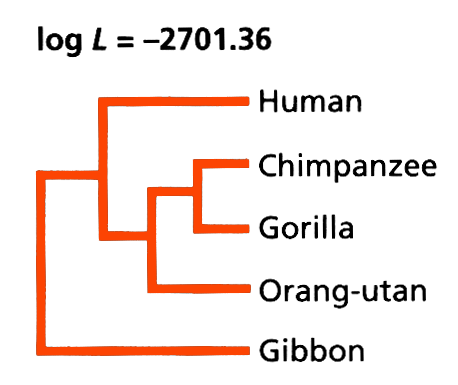 log L = –2701.36
Human
Chimpanzee
Gorilla
Orang-utan
Gibbon